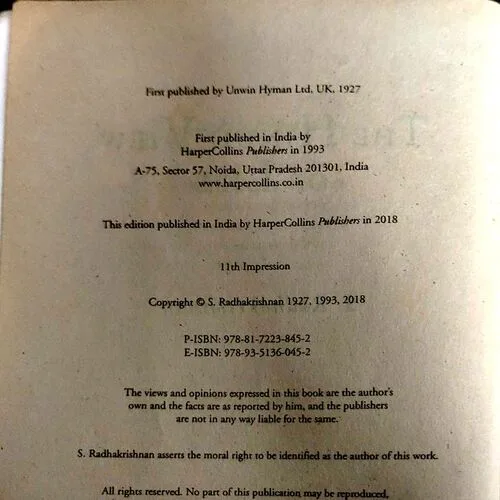 First published by Unwin Hyman Ltd, UK, 1927
First published in India by
HarperCollins Publishers in 1993
A-75, Sector 57, Noida, Uttar Pradesh 201301, India
www.harpercollins.co.in
This edition published in India by HarperCollins Publishers in 2018
11th Impression
Copyright © S. Radhakrishnan 1927, 1993, 2018
P-ISBN: 978-81-7223-845-2
E-ISBN: 978-93-5136-045-2
The views and opinions expressed in this book are the author's
own and the facts are as reported by him, and the publishers
are not in any way liable for the same.
S. Radhakrishnan asserts the moral right to be identified as the author of this work.
All rights reserved. No part of this publication may be reproduced,